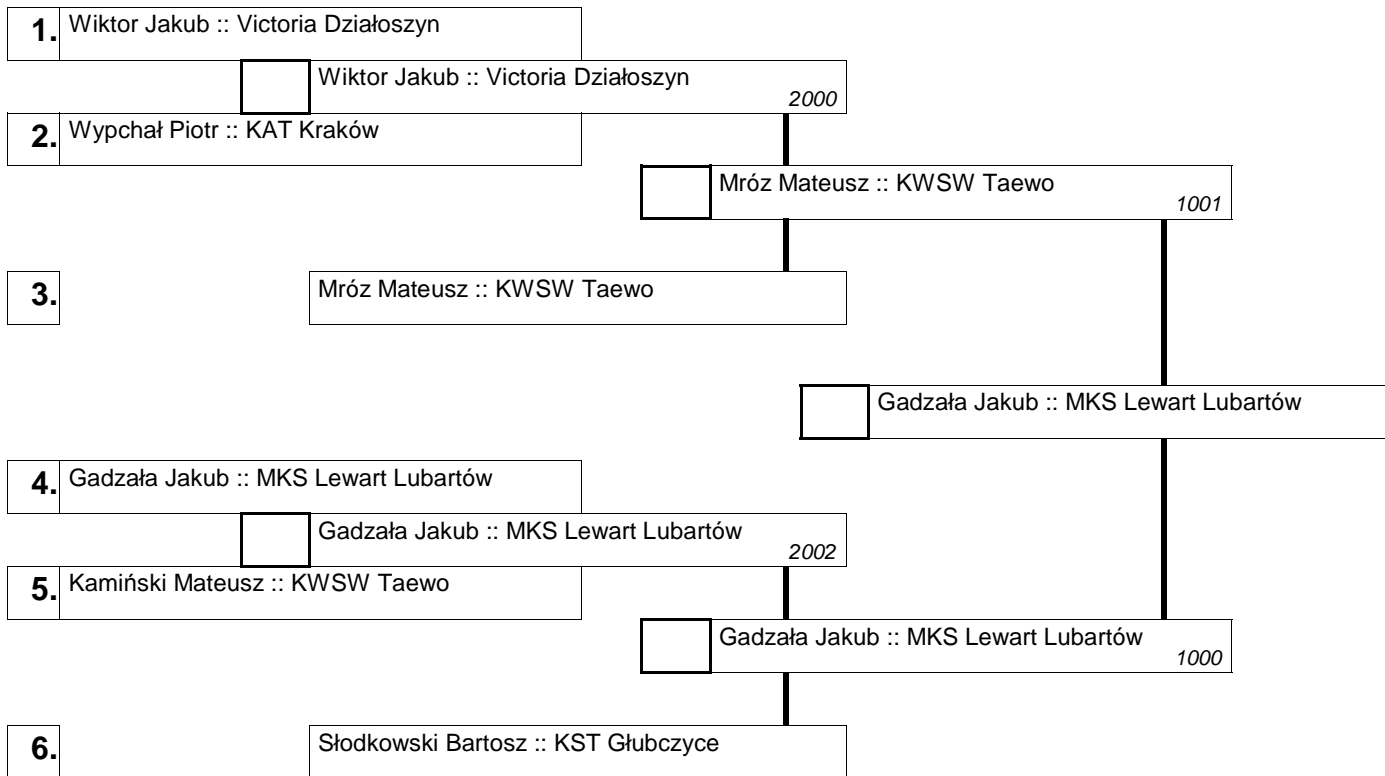 1. Wiktor Jakub :: Victoria Działoszyn
Wiktor Jakub :: Victoria Działoszyn
2000
2. Wypchał Piotr :: KAT Kraków
Mróz Mateusz :: KWSW Taewo
1001
3. Mróz Mateusz :: KWSW Taewo
Gadzała Jakub :: MKS Lewart Lubartów
4. Gadzała Jakub :: MKS Lewart Lubartów
Gadzała Jakub :: MKS Lewart Lubartów
2002
5. Kamiński Mateusz :: KWSW Taewo
Gadzała Jakub :: MKS Lewart Lubartów
1000
6. Słodkowski Bartosz :: KST Głubczyce